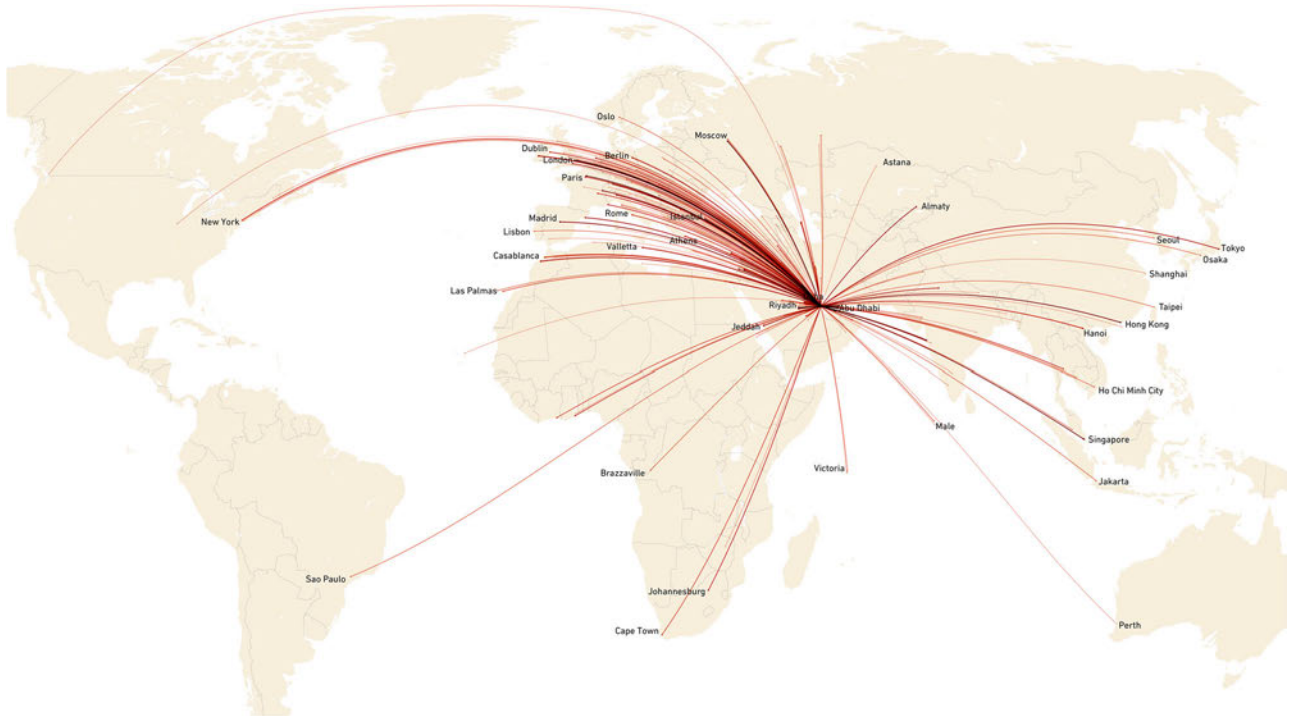 Oslo
Moscow
Dublin
Berlin
London
Astana
Paris
Almaty
Rome
Istanbul
Madrid
New York
Lisbon
Athens
Seoul
Tokyo
Valletta
Casablanca
Osaka
Shanghai
Las Palmas
Riyadh
Abu Dhabi
Taipei
Jeddah
Hong Kong
Hanoi
Ho Chi Minh City
Male
Singapore
Victoria
Brazzaville
Jakarta
Sao Paulo
Johannesburg
Perth
Cape Town